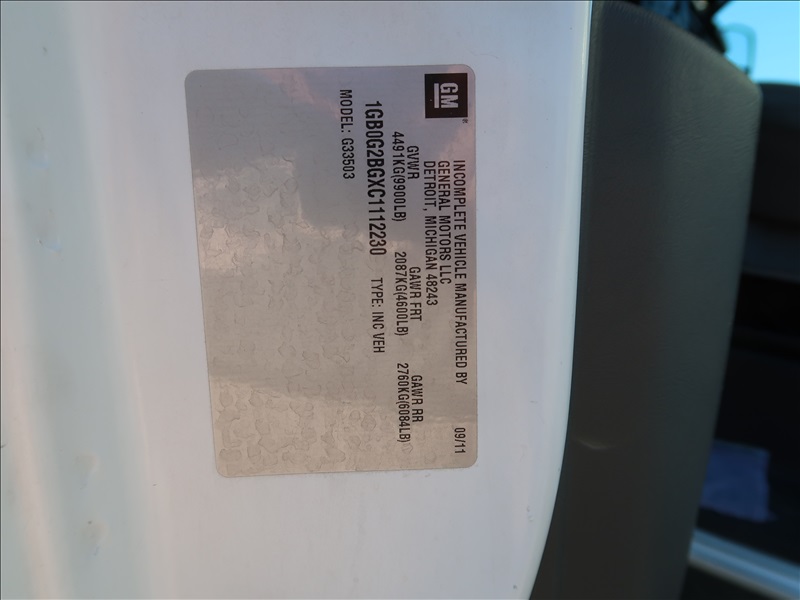 GM®
INCOMPLETE VEHICLE MANUFACTURED BY
GENERAL MOTORS LLC
DETROIT, MICHIGAN 48243
09/11
GVWR GAWR FRT GAWR RR
4491KG(9900LB) 2087KG(4600LB) 2760KG(6084LB)
1GB0G2BGXC1112230 TYPE: INC VEH
MODEL: G33503